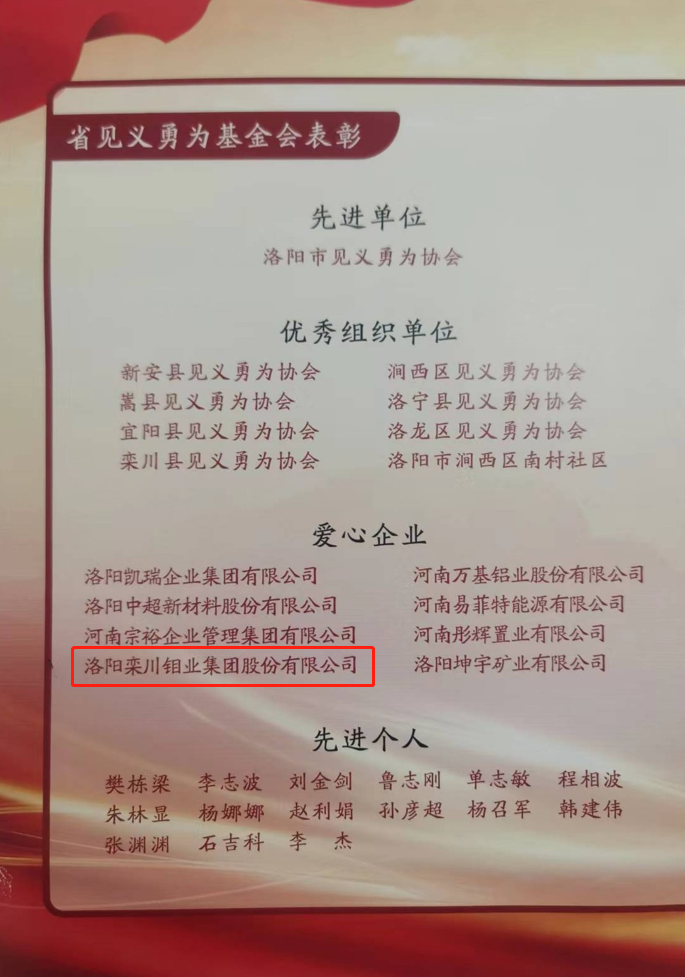 省见义勇为基金会表彰
先进单位
洛阳市见义勇为协会
优秀组织单位
新安县见义勇为协会 涧西区见义勇为协会
嵩县见义勇为协会 洛宁县见义勇为协会
宜阳县见义勇为协会 洛龙区见义勇为协会
栾川县见义勇为协会 洛阳市涧西区南村社区
爱心企业
洛阳凯瑞企业集团有限公司 河南万基铝业股份有限公司
洛阳中超新材料股份有限公司 河南易菲特能源有限公司
河南宗裕企业管理集团有限公司 河南彤辉置业有限公司
洛阳栾川钼业集团股份有限公司 洛阳坤宇矿业有限公司
先进个人
樊栋梁 李志波 刘金剑 鲁志刚 单志敏 程相波
朱林显 杨娜娜 赵利娟 孙彦超 杨召军 韩建伟
张渊渊 石吉科 李 杰